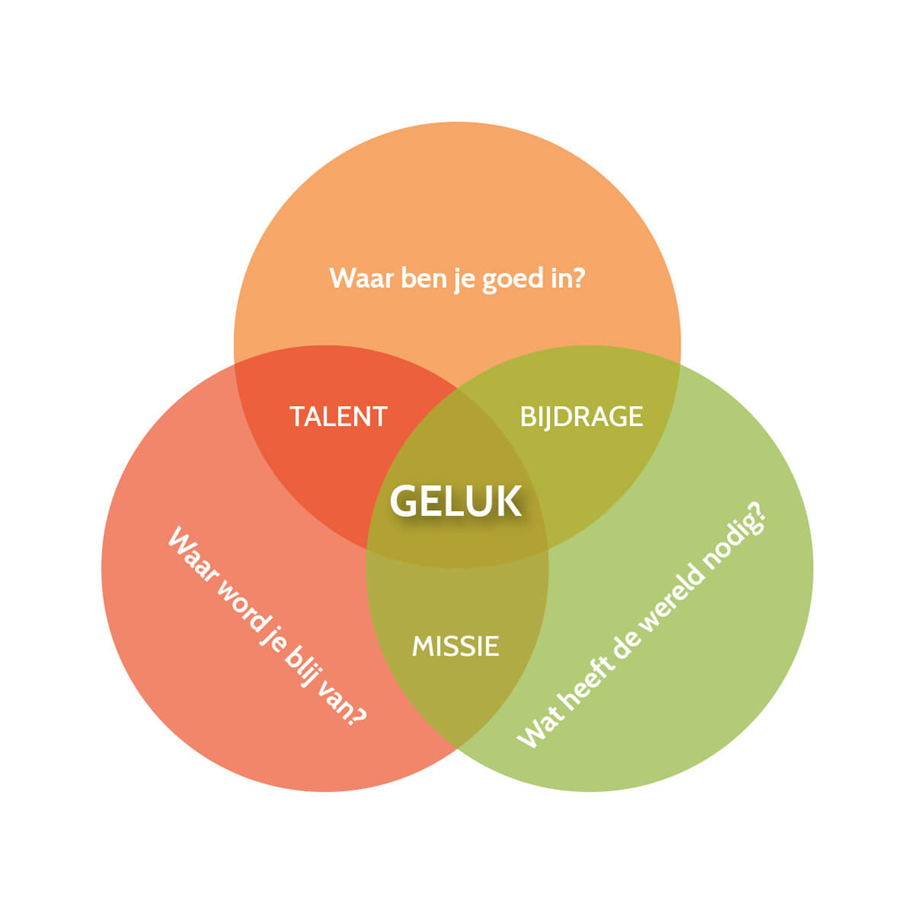 Waar ben je goed in?
TALENT
BIJDRAGE
GELUK
Waar word je blij van?
Wat heeft de wereld nodig?
MISSIE